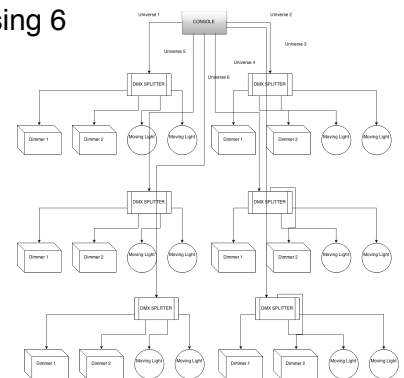 sing 6
Universe 1
CONSOLE
Universe 2
Universe 5
Universe 3
Universe 4
Universe 6
DMX SPLITTER
DMX SPLITTER
Dimmer 1
Dimmer 2
Moving Light
Moving Light
Dimmer 1
Dimmer 2
Moving Light
Moving Light
DMX SPLITTER
DMX SPLITTER
Dimmer 1
Dimmer 2
Moving Light
Moving Light
Dimmer 1
Dimmer 2
Moving Light
Moving Light
DMX SPLITTER
DMX SPLITTER
Dimmer 1
Dimmer 2
Moving Light
Moving Light
Dimmer 1
Dimmer 2
Moving Light
Moving Light